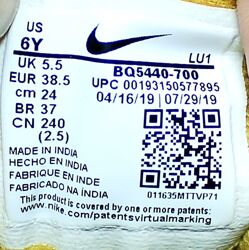 US
6Y
LU1
UK 5.5
BQ5440-700
EUR 38.5
UPC 00193150577895
cm 24
04/16/19 | 07/29/19
BR 37
CN 240
(2.5)
MADE IN INDIA
HECHO EN INDIA
FABRIQUE EN INDE
FABRICADO NA ÍNDIA
011635MTTVP71
This product is covered by one or more
www.nike.com/patentsvirtualmarking